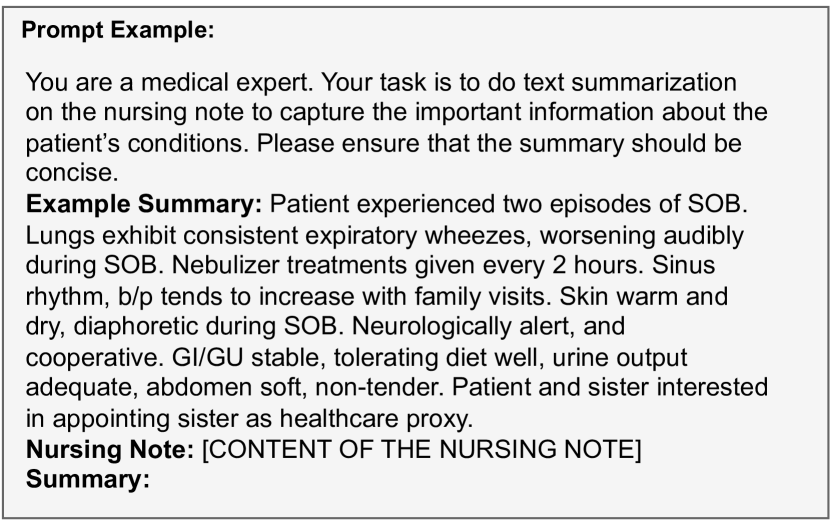 Prompt Example:
You are a medical expert. Your task is to do text summarization
on the nursing note to capture the important information about the
patient's conditions. Please ensure that the summary should be
concise.
Example Summary: Patient experienced two episodes of SOB.
Lungs exhibit consistent expiratory wheezes, worsening audibly
during SOB. Nebulizer treatments given every 2 hours. Sinus
rhythm, b/p tends to increase with family visits. Skin warm and
dry, diaphoretic during SOB. Neurologically alert, and
cooperative. GI/GU stable, tolerating diet well, urine output
adequate, abdomen soft, non-tender. Patient and sister interested
in appointing sister as healthcare proxy.
Nursing Note: [CONTENT OF THE NURSING NOTE]
Summary: